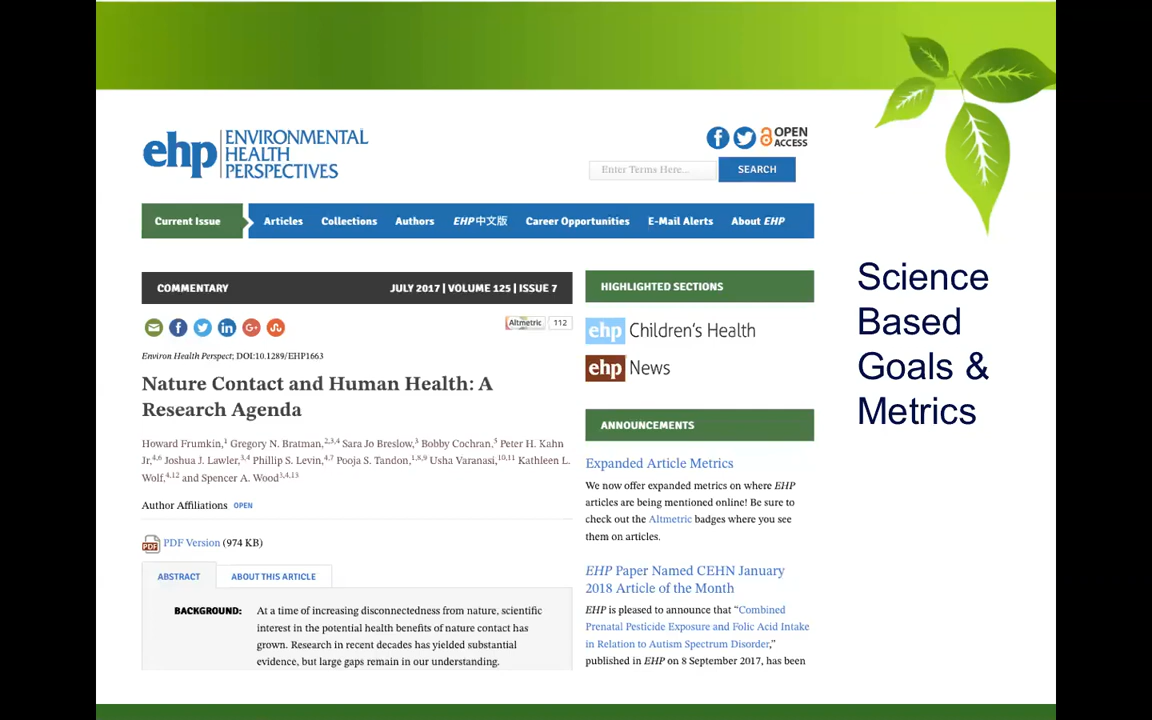 ehp ENVIRONMENTAL
HEALTH
PERSPECTIVES
OPEN
ACCESS
Enter Terms Here...
SEARCH
Current Issue
Articles
Collections
Authors
EHP中文版
Career Opportunities
E-Mail Alerts
About EHP
COMMENTARY
JULY 2017 | VOLUME 125 | ISSUE 7
Altmetric 112
Environ Health Perspect; DOI:10.1289/EHP1663
Nature Contact and Human Health: A
Research Agenda
Howard Frumkin,1 Gregory N. Bratman,2,3,4 Sara Jo Breslow,3 Bobby Cochran,5 Peter H. Kahn
Jr,4,6 Joshua J. Lawler,3,4 Phillip S. Levin,4,7 Pooja S. Tandon,1,8,9 Usha Varanasi,10,11 Kathleen L.
Wolf,4,12 and Spencer A. Wood3,4,13
Author Affiliations OPEN
PDF PDF Version (974 KB)
ABSTRACT
ABOUT THIS ARTICLE
BACKGROUND: At a time of increasing disconnectedness from nature, scientific
interest in the potential health benefits of nature contact has
grown. Research in recent decades has yielded substantial
evidence, but large gaps remain in our understanding.
HIGHLIGHTED SECTIONS
ehp Children's Health
ehp News
ANNOUNCEMENTS
Expanded Article Metrics
We now offer expanded metrics on where EHP
articles are being mentioned online! Be sure to
check out the Altmetric badges where you see
them on articles.
EHP Paper Named CEHN January
2018 Article of the Month
EHP is pleased to announce that “Combined
Prenatal Pesticide Exposure and Folic Acid Intake
in Relation to Autism Spectrum Disorder,”
published in EHP on 8 September 2017, has been
Science
Based
Goals &
Metrics